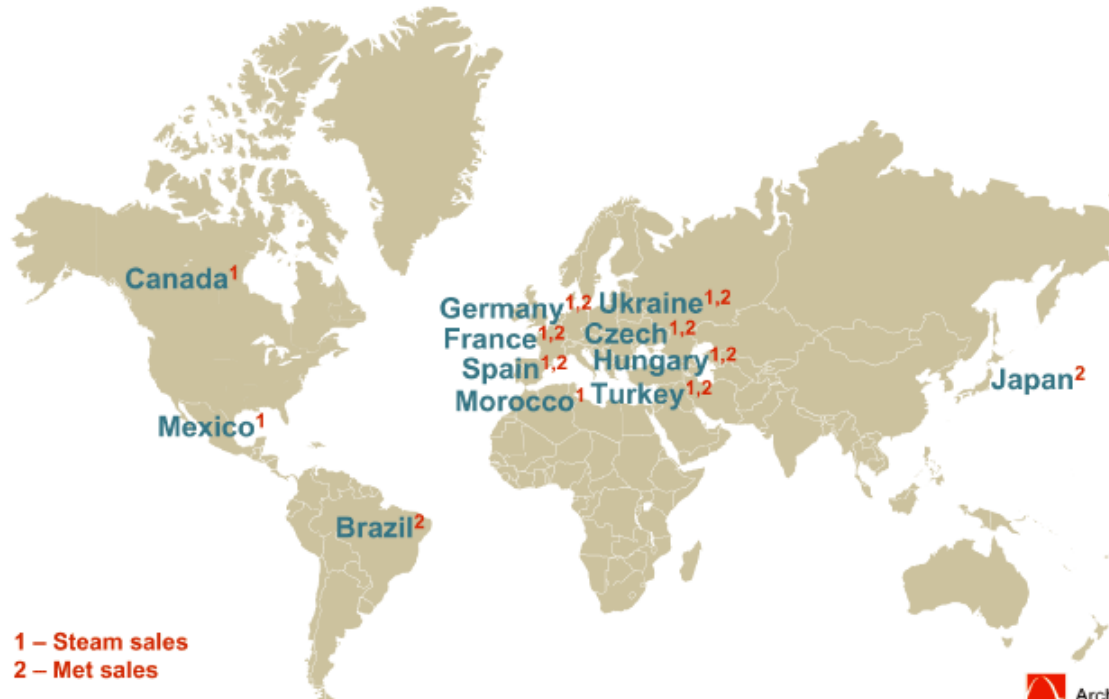 Canada1
Germany1,2 Ukraine1,2
France1,2 Czech1,2
Spain1,2 Hungary1,2
Morocco1 Turkey1,2
Japan2
Mexico1
Brazil2
1 – Steam sales
2 – Met sales
Arch